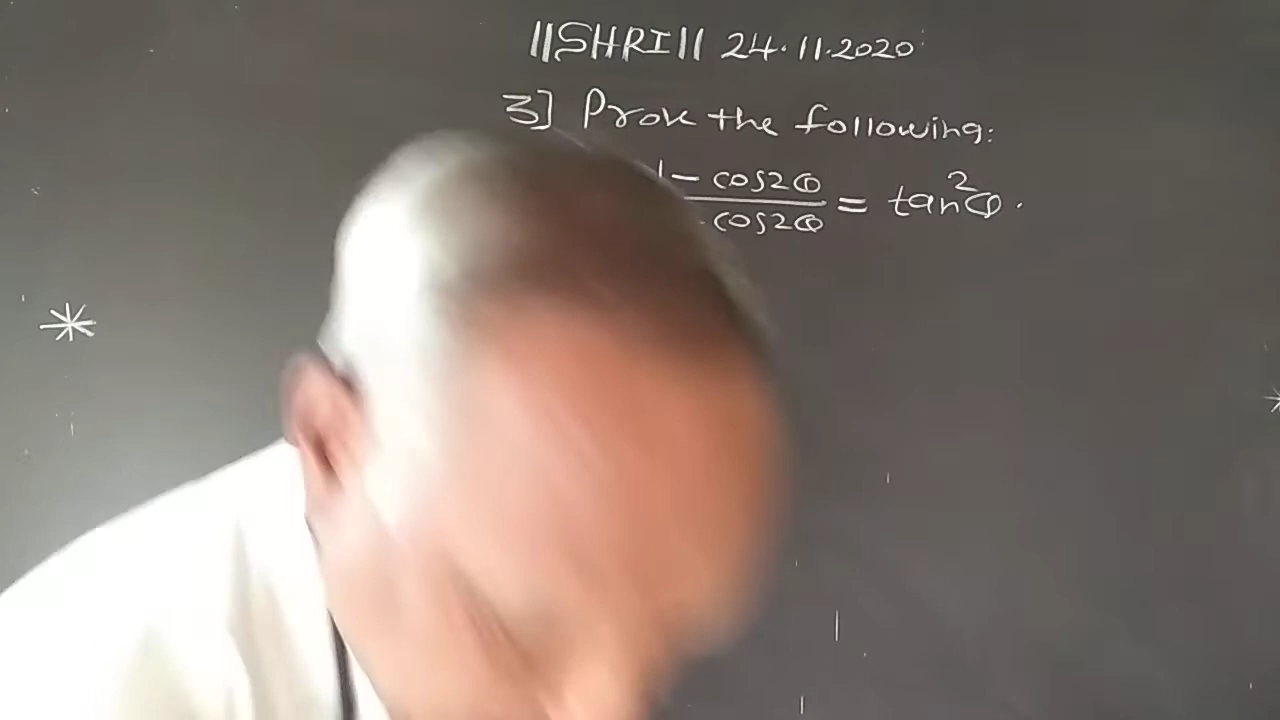 ||SHRI|| 24.11.2020
3] Prove the following:
1 - cos2θ = tan²θ.
cos2θ